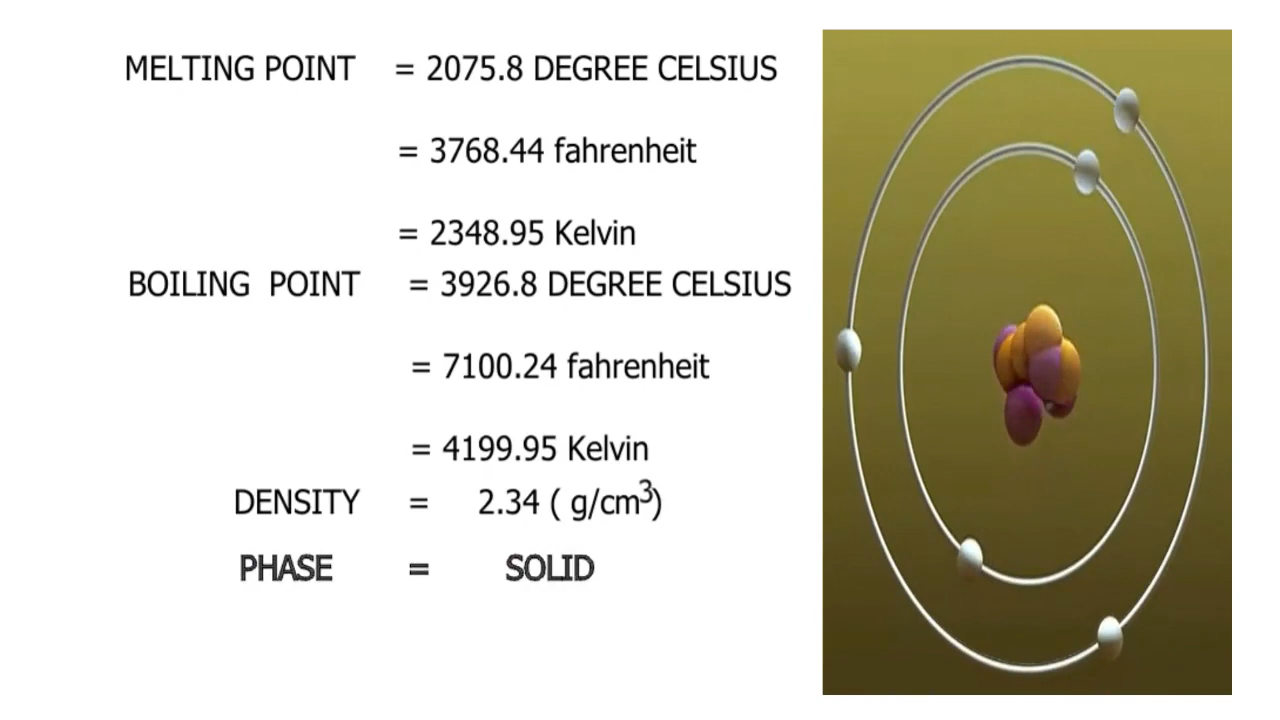 MELTING POINT = 2075.8 DEGREE CELSIUS
= 3768.44 fahrenheit
= 2348.95 Kelvin
BOILING POINT = 3926.8 DEGREE CELSIUS
= 7100.24 fahrenheit
= 4199.95 Kelvin
DENSITY = 2.34 ( g/cm³)
PHASE = SOLID